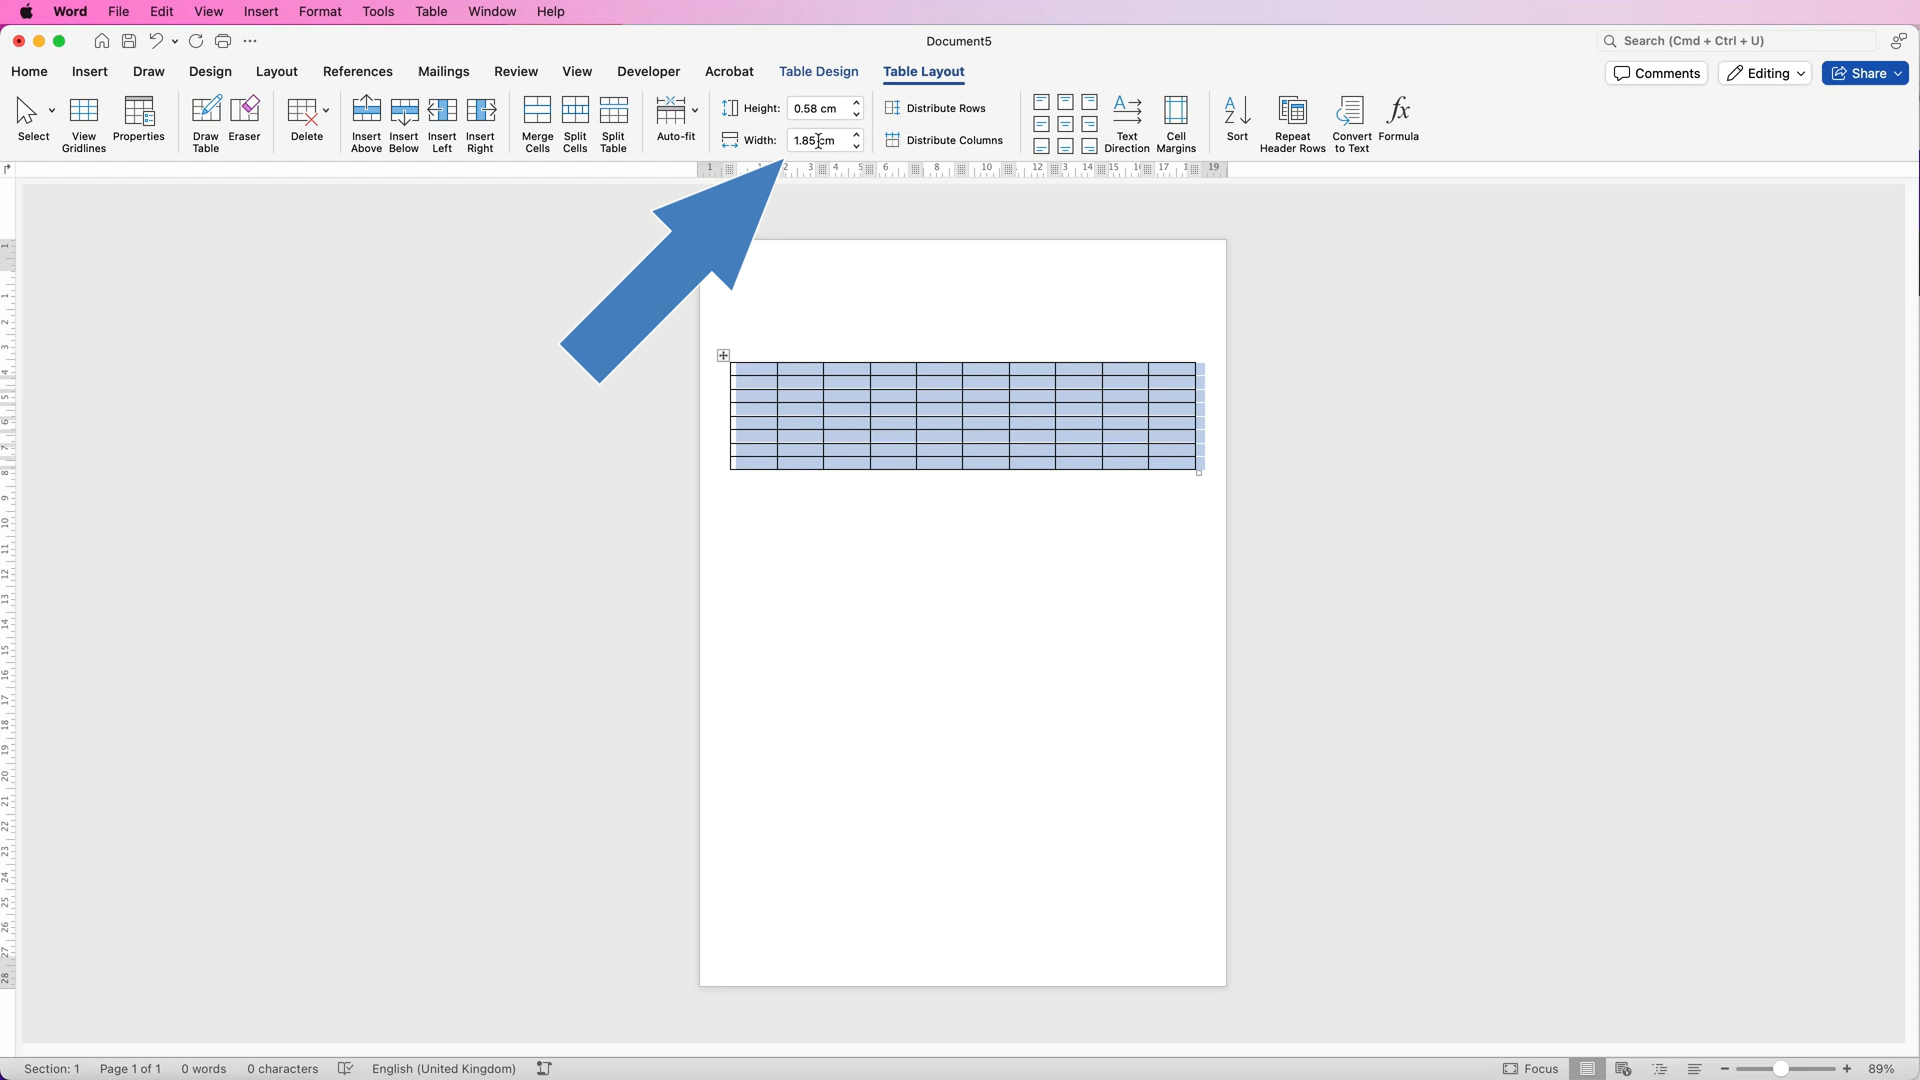 Word File Edit View Insert Format Tools Table Window Help
Document5
Search (Cmd + Ctrl + U)
Home Insert Draw Design Layout References Mailings Review View Developer Acrobat Table Design Table Layout
Comments Editing Share
Select
View Gridlines
Properties
Draw Table
Eraser
Delete
Insert Above
Insert Below
Insert Left
Insert Right
Merge Cells
Split Cells
Split Table
Auto-fit
Height: 0.58 cm
Width: 1.85 cm
Distribute Rows
Distribute Columns
Text Direction
Cell Margins
Sort
Repeat Header Rows
Convert to Text
Formula
Section: 1 Page 1 of 1 0 words 0 characters English (United Kingdom) Focus 89%